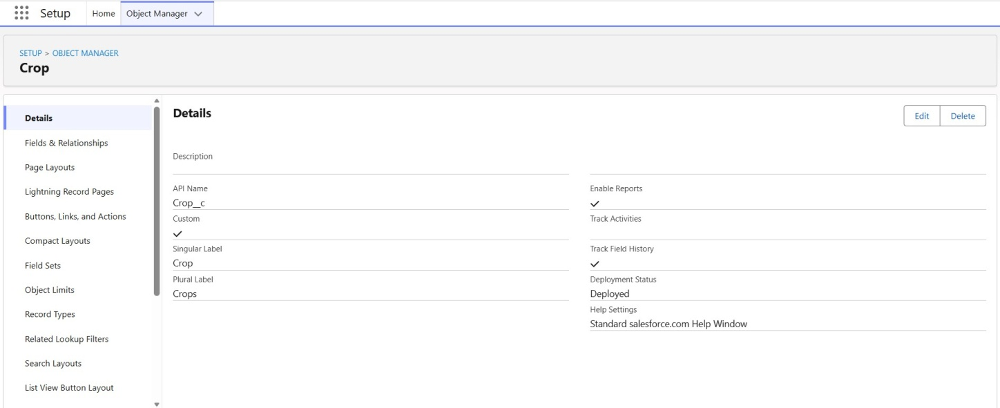 Setup Home Object Manager
SETUP > OBJECT MANAGER
Crop
Details
Fields & Relationships
Page Layouts
Lightning Record Pages
Buttons, Links, and Actions
Compact Layouts
Field Sets
Object Limits
Record Types
Related Lookup Filters
Search Layouts
List View Button Layout
Details
Edit Delete
Description
API Name
Crop__c
Custom
Singular Label
Crop
Plural Label
Crops
Enable Reports
Track Activities
Track Field History
Deployment Status
Deployed
Help Settings
Standard salesforce.com Help Window